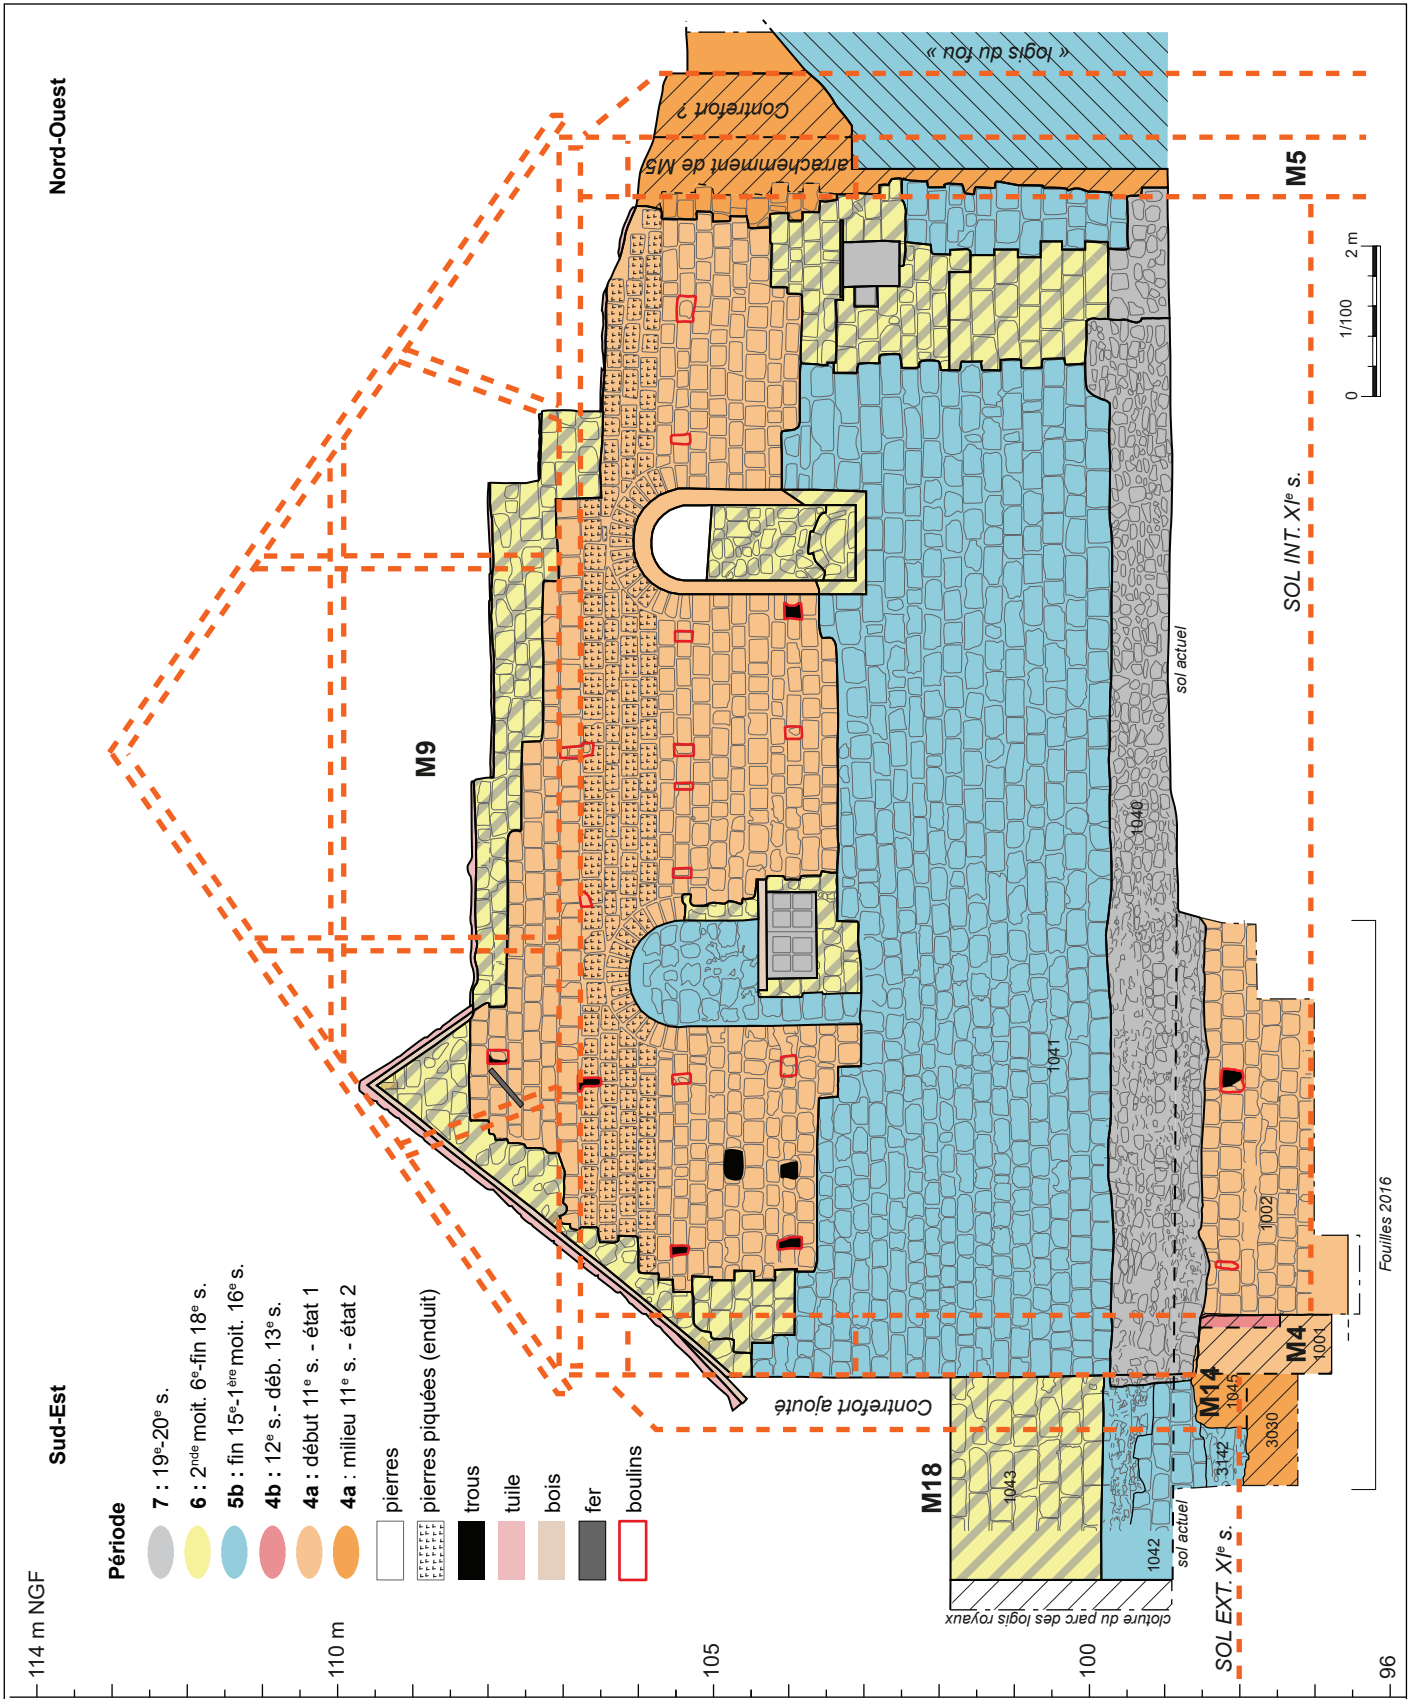 Sud-Est
Nord-Ouest
114 m NGF
110 m
105
100
96
Période
7 : 19e-20e s.
6 : 2nde moit. 6e-fin 18e s.
5b : fin 15e-1ère moit. 16e s.
4b : 12e s.- déb. 13e s.
4a : début 11e s. - état 1
4a : milieu 11e s. - état 2
pierres
pierres piquées (enduit)
trous
tuile
bois
fer
boulins
M9
« logis du fou »
Contrefort ?
arrachemment de M5
M5
Contrefort ajouté
M18
1043
1042
cloture du parc des logis royaux
sol actuel
SOL EXT. XIe s.
3142
3030
M14
1045
M4
1001
1002
1041
1040
sol actuel
SOL INT. XIe s.
Fouilles 2016
0
1/100
2 m